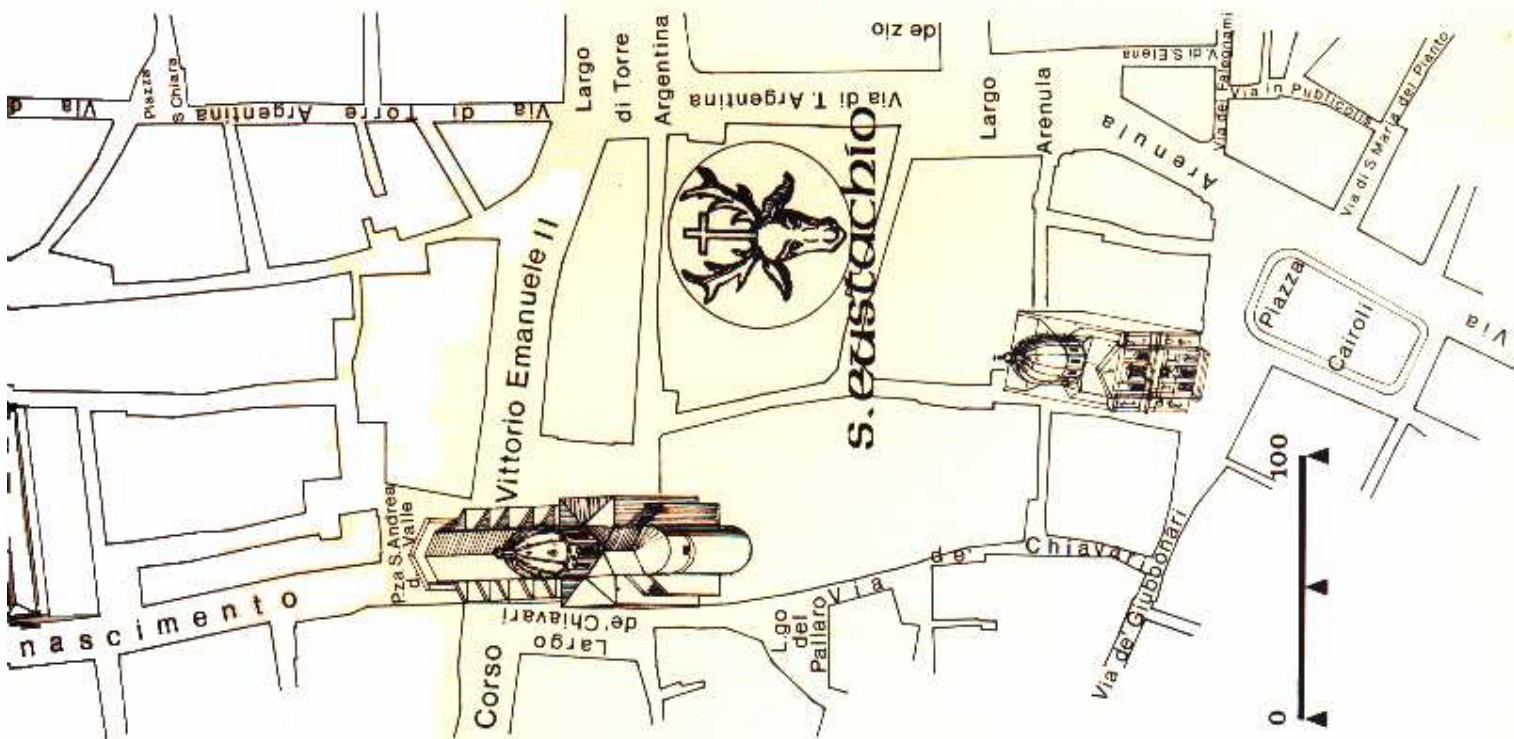 Via d
Piazza
S Chiara
Via di Torre Argentina
Largo
di Torre
Argentina
de zio
Via di T. Argentina
Largo
Arenula
V. di S. Elena
Via dei Falegnami
Via in Publicolis
Via di S Maria del Pianto
Arenula
S. eustachio
Vittorio Emanuele II
Piazza
Cairoli
Via
Pza S. Andrea
d. Valle
nascimento
Corso
Largo
de' Chiavari
L.go
del
Pallaro
Via de' Chiavari
Via de' Giubbonari
0
100